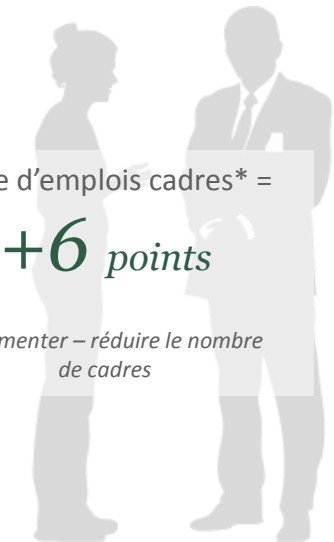 e d'emplois cadres* =
+6 points
menter – réduire le nombre
de cadres